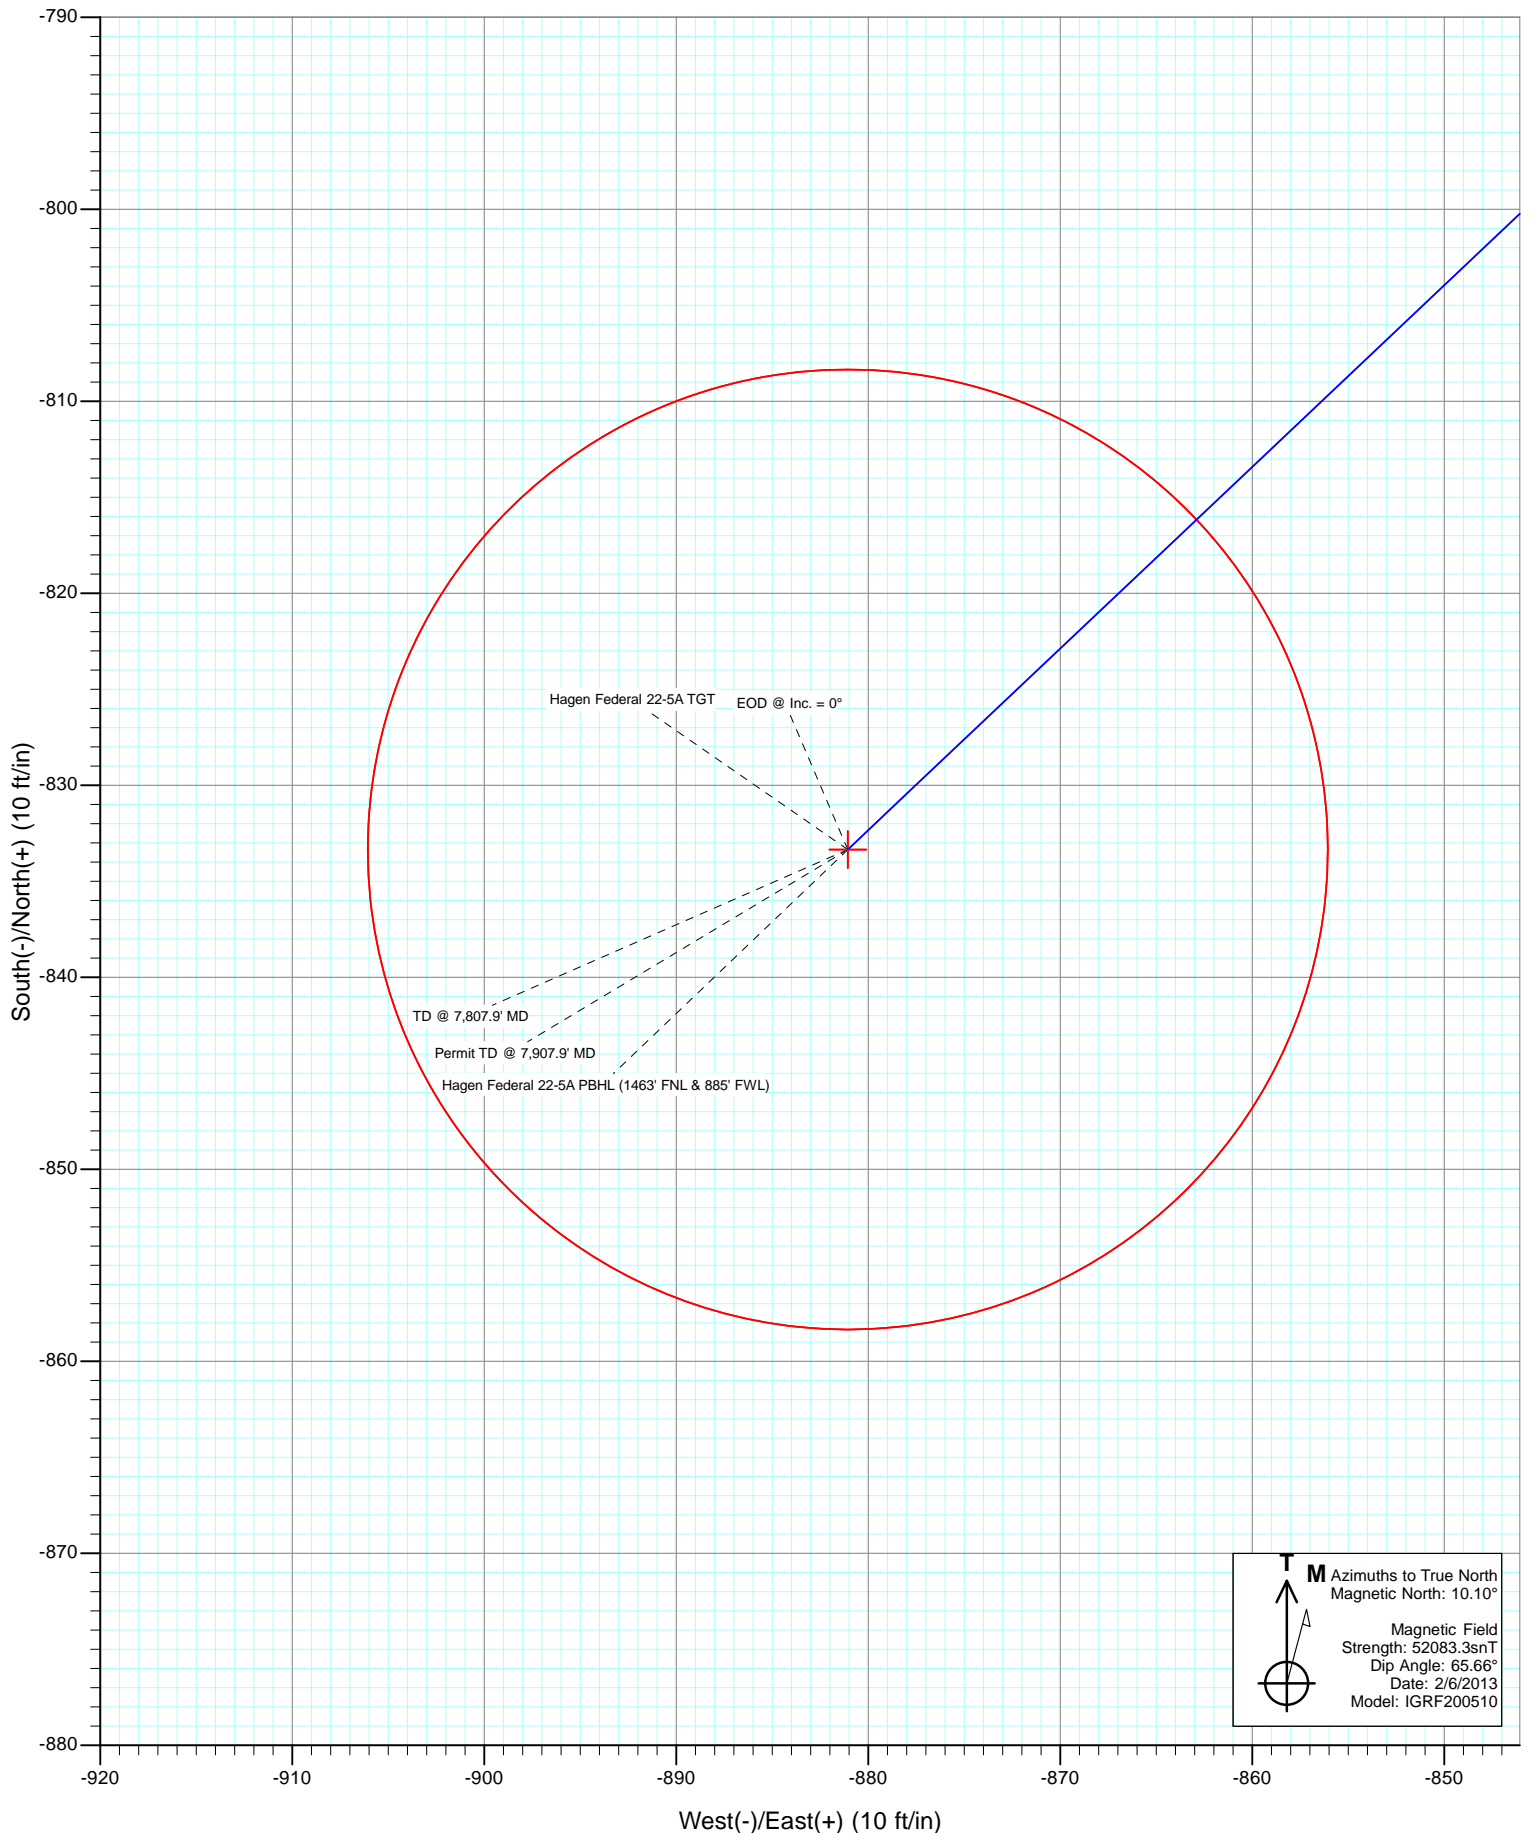 -790
-800
-810
-820
-830
-840
-850
-860
-870
-880
South(-)/North(+) (10 ft/in)
Hagen Federal 22-5A TGT
EOD @ Inc. = 0°
TD @ 7,807.9' MD
Permit TD @ 7,907.9' MD
Hagen Federal 22-5A PBHL (1463' FNL & 885' FWL)
T
M
Azimuths to True North
Magnetic North: 10.10°
Magnetic Field
Strength: 52083.3snT
Dip Angle: 65.66°
Date: 2/6/2013
Model: IGRF200510
-920
-910
-900
-890
-880
-870
-860
-850
West(-)/East(+) (10 ft/in)